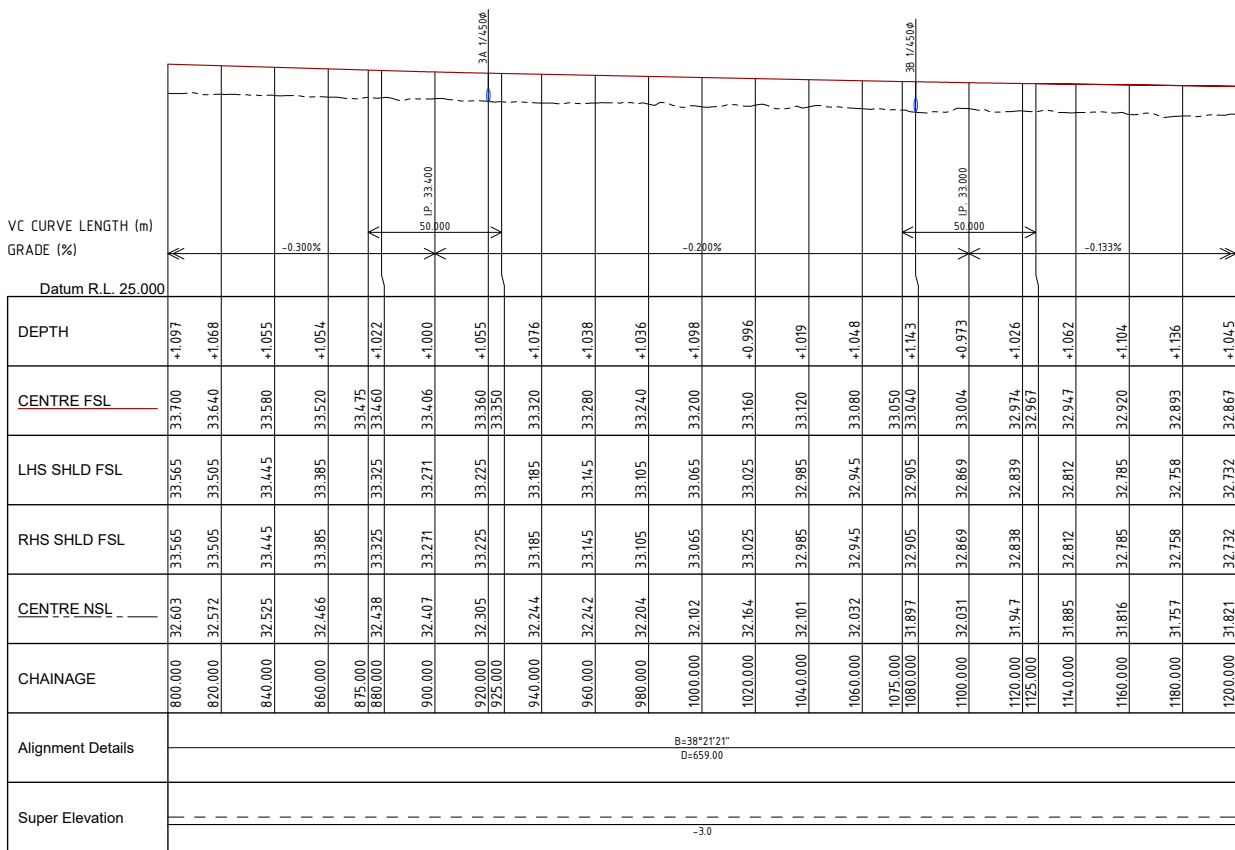 3A 1/450φ
3B 1/450φ
I.P. 33.400
I.P. 33.000
VC CURVE LENGTH (m)
50.000
50.000
GRADE (%)
-0.300%
-0.200%
-0.133%
Datum R.L. 25.000
DEPTH
+1.097 +1.068 +1.055 +1.054 +1.022 +1.000 +1.055 +1.076 +1.038 +1.036 +1.098 +0.996 +1.019 +1.048 +1.143 +0.973 +1.026 +1.062 +1.104 +1.136 +1.045
CENTRE FSL
33.700 33.640 33.580 33.520 33.475 33.460 33.406 33.360 33.350 33.320 33.280 33.240 33.200 33.160 33.120 33.080 33.050 33.040 33.004 32.974 32.967 32.947 32.920 32.893 32.867
LHS SHLD FSL
33.565 33.505 33.445 33.385 33.325 33.271 33.225 33.185 33.145 33.105 33.065 33.025 32.985 32.945 32.905 32.869 32.839 32.812 32.785 32.758 32.732
RHS SHLD FSL
33.565 33.505 33.445 33.385 33.325 33.271 33.225 33.185 33.145 33.105 33.065 33.025 32.985 32.945 32.905 32.869 32.838 32.812 32.785 32.758 32.732
CENTRE NSL
32.603 32.572 32.525 32.466 32.438 32.407 32.305 32.244 32.242 32.204 32.102 32.164 32.101 32.032 31.897 32.031 31.947 31.885 31.816 31.757 31.821
CHAINAGE
800.000 820.000 840.000 860.000 875.000 880.000 900.000 920.000 925.000 940.000 960.000 980.000 1000.000 1020.000 1040.000 1060.000 1075.000 1080.000 1100.000 1120.000 1125.000 1140.000 1160.000 1180.000 1200.000
Alignment Details
B=38°21'21"
D=659.00
Super Elevation
-3.0